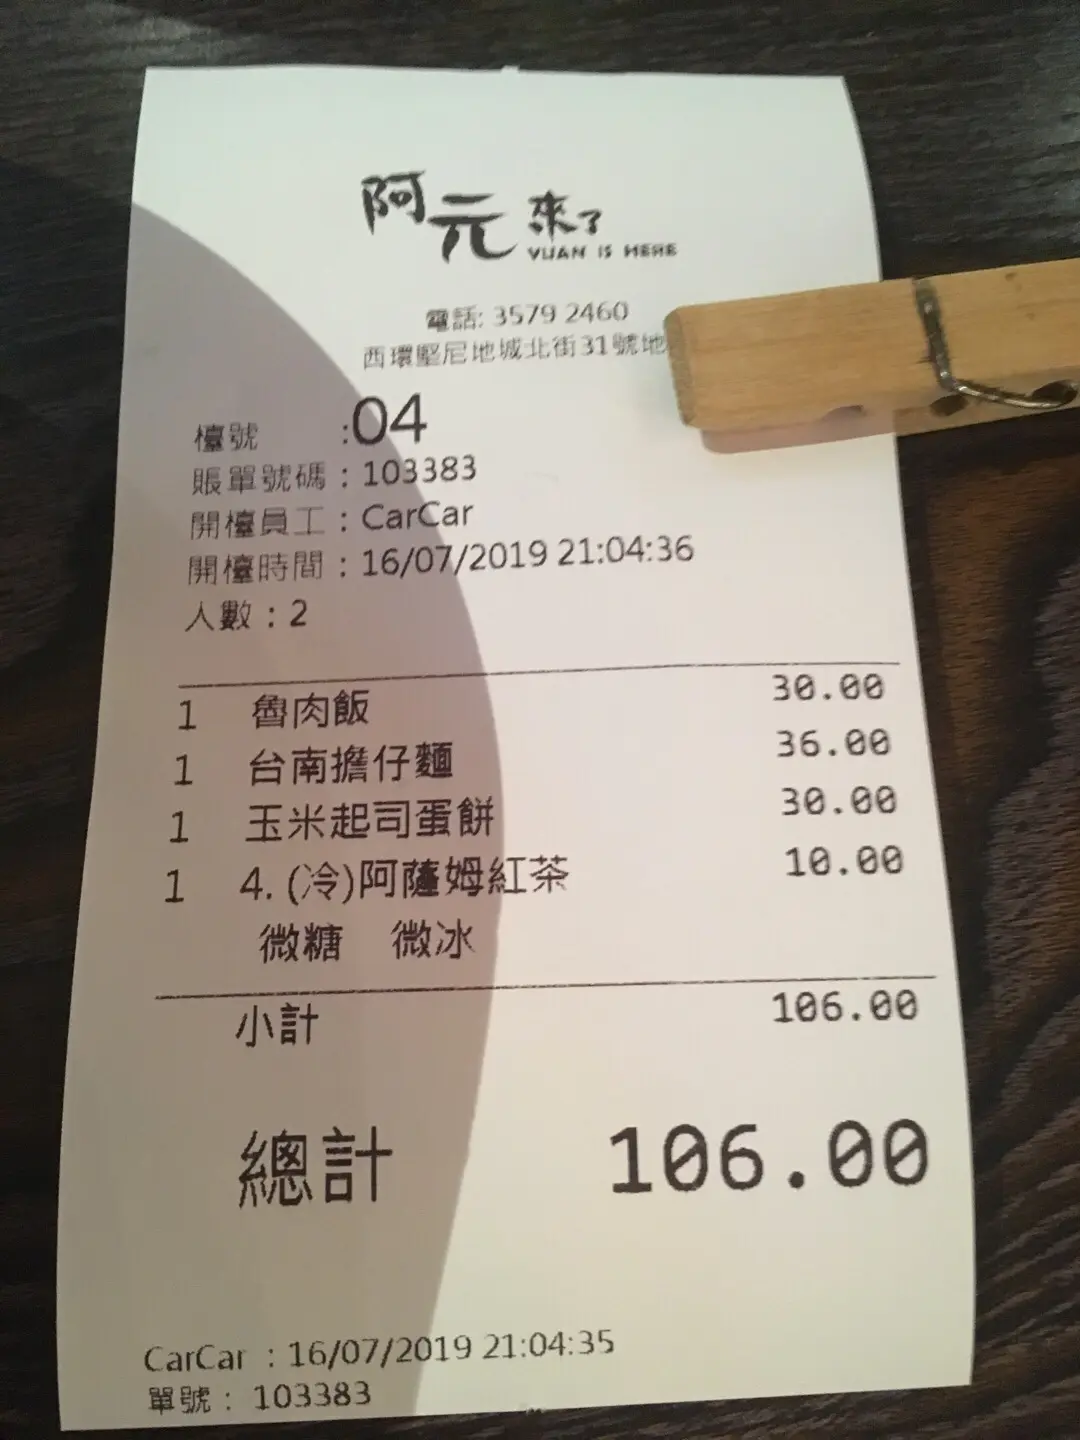 阿元來了
YUAN IS HERE
電話: 3579 2460
西環堅尼地城北街31號地
檯號 :04
賬單號碼：103383
開檯員工：CarCar
開檯時間：16/07/2019 21:04:36
人數：2
1 魯肉飯 30.00
1 台南擔仔麵 36.00
1 玉米起司蛋餅 30.00
1 4. (冷)阿薩姆紅茶 10.00
微糖 微冰
小計 106.00
總計 106.00
CarCar : 16/07/2019 21:04:35
單號： 103383